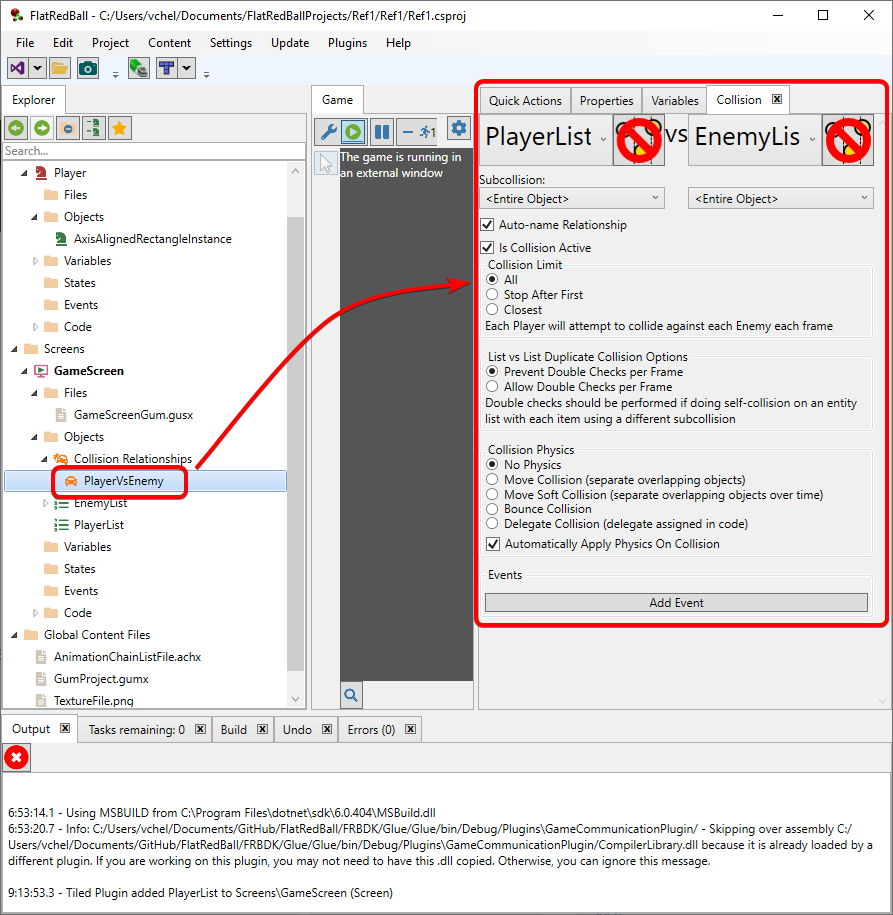 FlatRedBall - C:/Users/vchel/Documents/FlatRedBallProjects/Ref1/Ref1/Ref1.csproj
File Edit Project Content Settings Update Plugins Help
Explorer
Search...
Player
Files
Objects
AxisAlignedRectangleInstance
Variables
States
Events
Code
Screens
GameScreen
Files
GameScreenGum.gusx
Objects
Collision Relationships
PlayerVsEnemy
EnemyList
PlayerList
Variables
States
Events
Code
Global Content Files
AnimationChainListFile.achx
GumProject.gumx
TextureFile.png
Game
The game is running in
an external window
Quick Actions Properties Variables Collision
PlayerList vs EnemyLis
Subcollision:
<Entire Object> <Entire Object>
Auto-name Relationship
Is Collision Active
Collision Limit
All
Stop After First
Closest
Each Player will attempt to collide against each Enemy each frame
List vs List Duplicate Collision Options
Prevent Double Checks per Frame
Allow Double Checks per Frame
Double checks should be performed if doing self-collision on an entity
list with each item using a different subcollision
Collision Physics
No Physics
Move Collision (separate overlapping objects)
Move Soft Collision (separate overlapping objects over time)
Bounce Collision
Delegate Collision (delegate assigned in code)
Automatically Apply Physics On Collision
Events
Add Event
Output Tasks remaining: 0 Build Undo Errors (0)
6:53:14.1 - Using MSBUILD from C:\Program Files\dotnet\sdk\6.0.404\MSBuild.dll
6:53:20.7 - Info: C:/Users/vchel/Documents/GitHub/FlatRedBall/FRBDK/Glue/Glue/bin/Debug/Plugins\GameCommunicationPlugin/ - Skipping over assembly C:/
Users/vchel/Documents/GitHub/FlatRedBall/FRBDK/Glue/Glue/bin/Debug/Plugins\GameCommunicationPlugin/CompilerLibrary.dll because it is already loaded by a
different plugin. If you are working on this plugin, you may not need to have this .dll copied. Otherwise, you can ignore this message.
9:13:53.3 - Tiled Plugin added PlayerList to Screens\GameScreen (Screen)